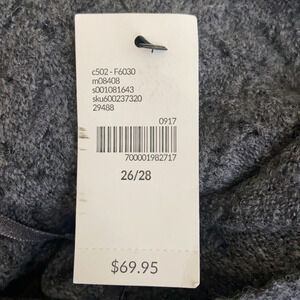 c502 - F6030
m08408
s001081643
sku600237320
29488
0917
700001982717
26/28
$69.95